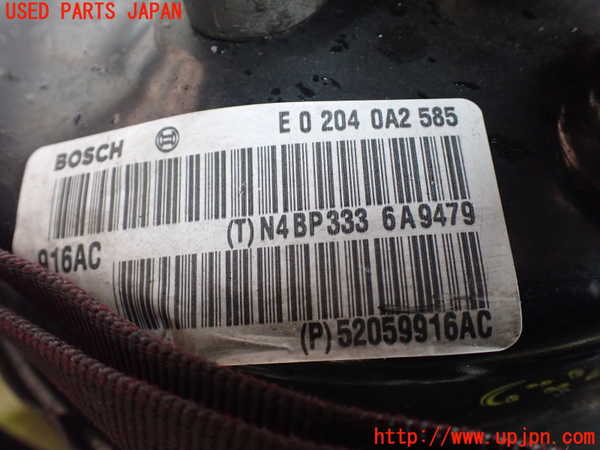 USED PARTS JAPAN
E 0 204 0A2 585
BOSCH
(T) N4BP333 6A9479
916AC
(P) 52059916AC
http://www.upjpn.com